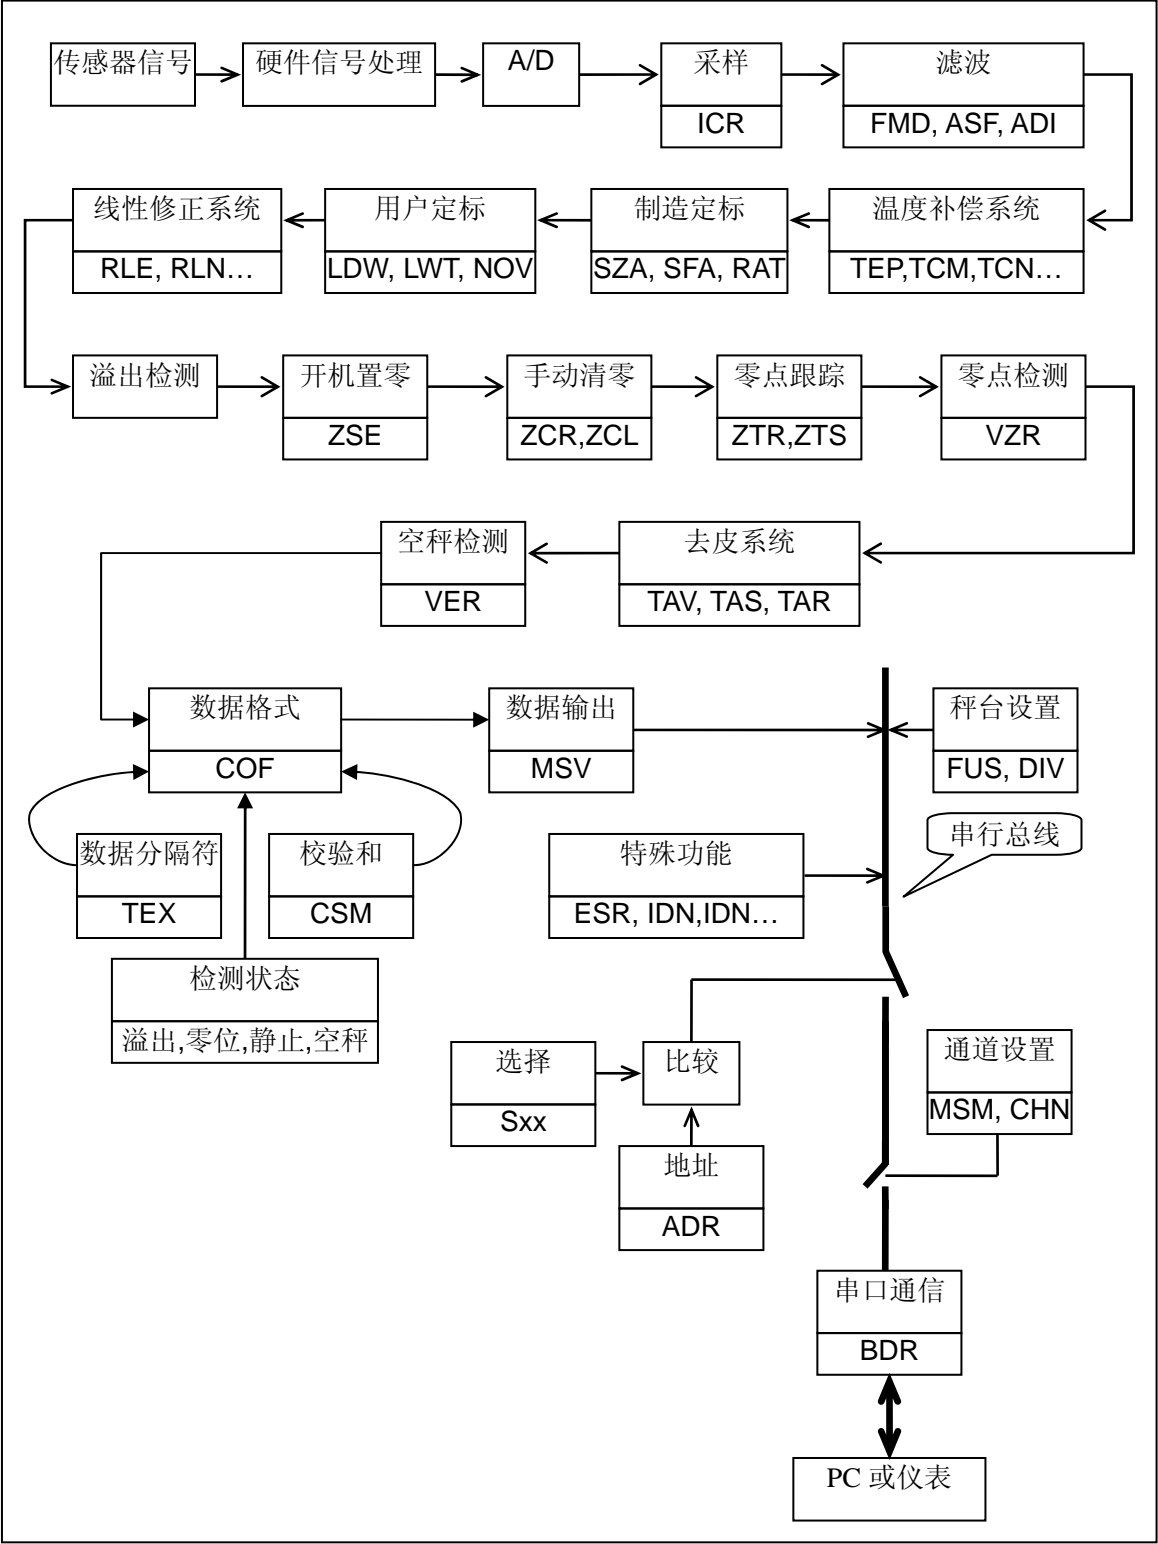 传感器信号
硬件信号处理
A/D
采样
ICR
滤波
FMD, ASF, ADI
线性修正系统
RLE, RLN…
用户定标
LDW, LWT, NOV
制造定标
SZA, SFA, RAT
温度补偿系统
TEP,TCM,TCN…
溢出检测
开机置零
ZSE
手动清零
ZCR,ZCL
零点跟踪
ZTR,ZTS
零点检测
VZR
空秤检测
VER
去皮系统
TAV, TAS, TAR
数据格式
COF
数据输出
MSV
秤台设置
FUS, DIV
串行总线
数据分隔符
TEX
校验和
CSM
特殊功能
ESR, IDN,IDN…
检测状态
溢出,零位,静止,空秤
选择
Sxx
比较
通道设置
MSM, CHN
地址
ADR
串口通信
BDR
PC 或仪表